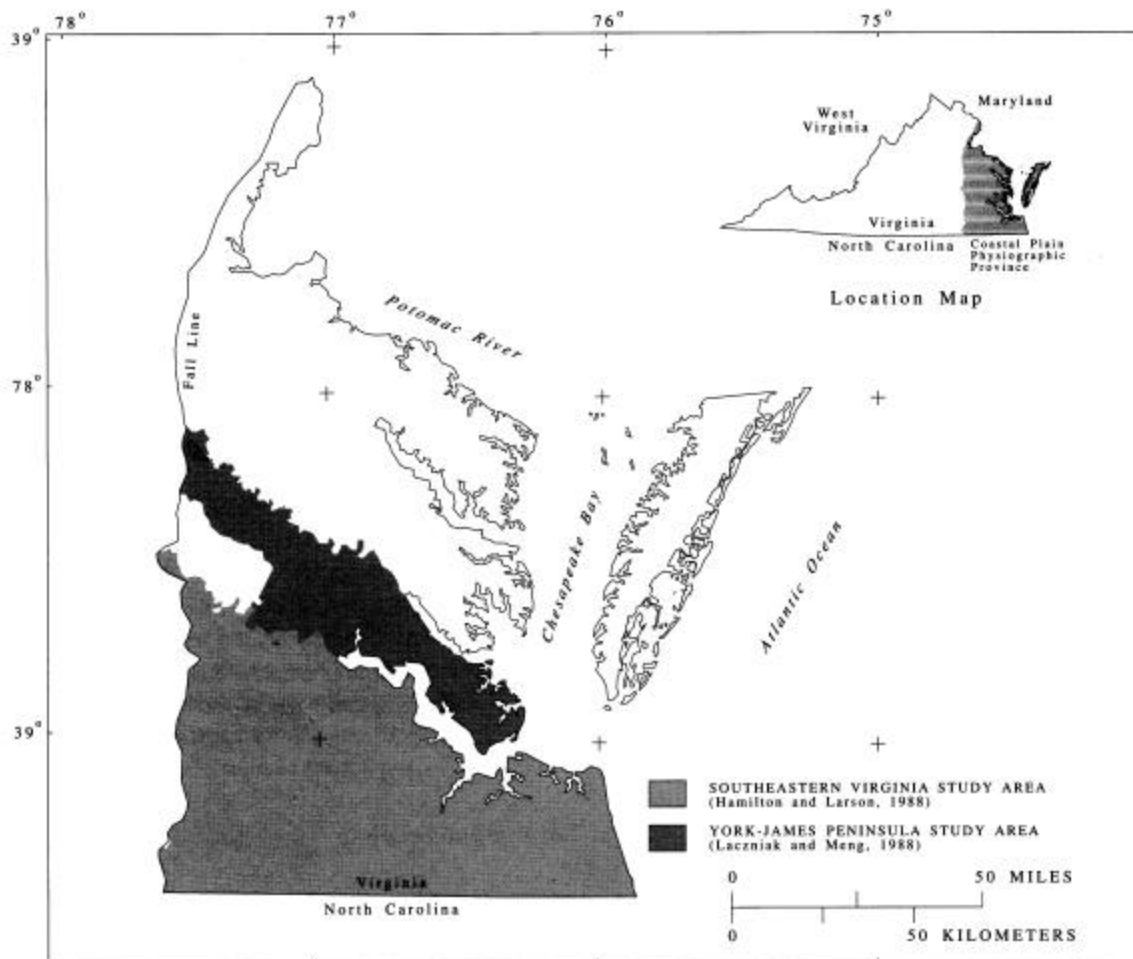 78°
77°
76°
75°
39°
West
Virginia
Maryland
Virginia
North Carolina
Coastal Plain
Physiographic
Province
Location Map
Potomac River
Fall Line
78°
Chesapeake Bay
Atlantic Ocean
39°
SOUTHEASTERN VIRGINIA STUDY AREA
(Hamilton and Larson, 1988)
YORK-JAMES PENINSULA STUDY AREA
(Laczniak and Meng, 1988)
Virginia
North Carolina
0 50 MILES
0 50 KILOMETERS